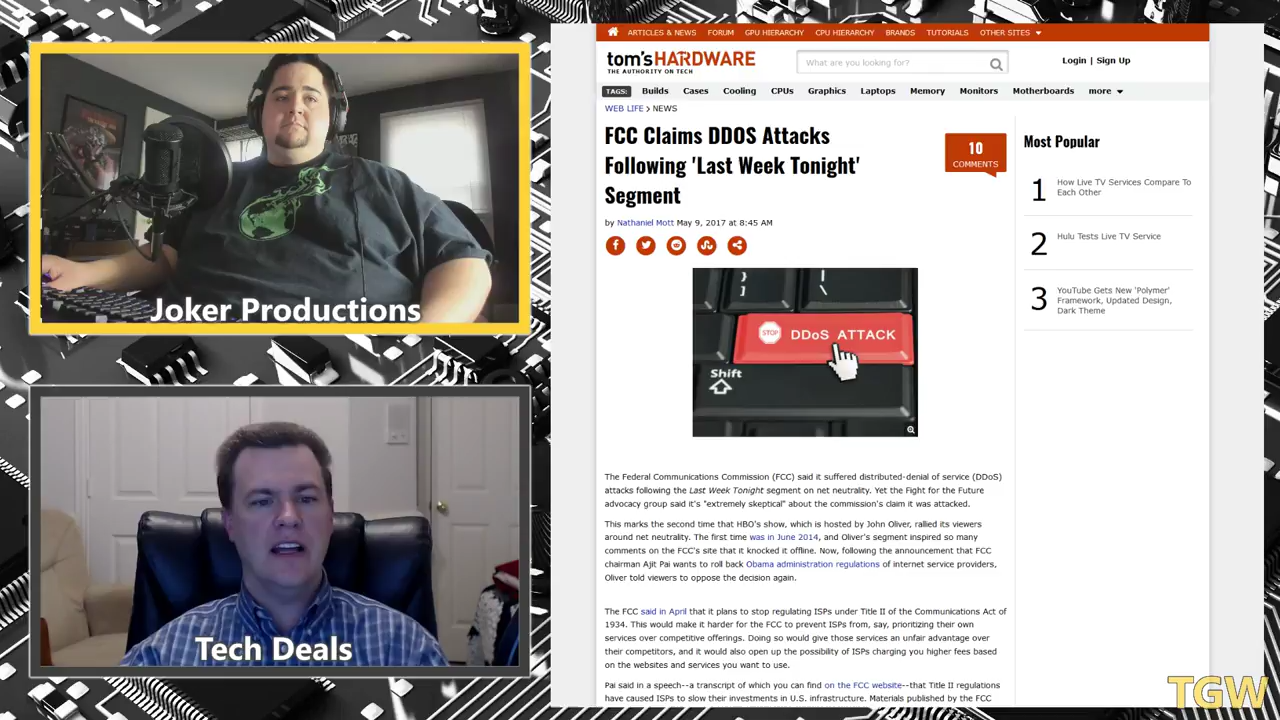 Joker Productions
Tech Deals
ARTICLES & NEWS FORUM GPU HIERARCHY CPU HIERARCHY BRANDS TUTORIALS OTHER SITES
tom's HARDWARE
THE AUTHORITY ON TECH
What are you looking for?
Login | Sign Up
TAGS: Builds Cases Cooling CPUs Graphics Laptops Memory Monitors Motherboards more
WEB LIFE > NEWS
FCC Claims DDOS Attacks
Following 'Last Week Tonight'
Segment
10
COMMENTS
by Nathaniel Mott May 9, 2017 at 8:45 AM
}
]
|
\
STOP
DDoS ATTACK
Shift
The Federal Communications Commission (FCC) said it suffered distributed-denial of service (DDoS)
attacks following the Last Week Tonight segment on net neutrality. Yet the Fight for the Future
advocacy group said it's "extremely skeptical" about the commission's claim it was attacked.
This marks the second time that HBO's show, which is hosted by John Oliver, rallied its viewers
around net neutrality. The first time was in June 2014, and Oliver's segment inspired so many
comments on the FCC's site that it knocked it offline. Now, following the announcement that FCC
chairman Ajit Pai wants to roll back Obama administration regulations of internet service providers,
Oliver told viewers to oppose the decision again.
The FCC said in April that it plans to stop regulating ISPs under Title II of the Communications Act of
1934. This would make it harder for the FCC to prevent ISPs from, say, prioritizing their own
services over competitive offerings. Doing so would give those services an unfair advantage over
their competitors, and it would also open up the possibility of ISPs charging you higher fees based
on the websites and services you want to use.
Pai said in a speech--a transcript of which you can find on the FCC website--that Title II regulations
have caused ISPs to slow their investments in U.S. infrastructure. Materials published by the FCC
Most Popular
1 How Live TV Services Compare To
Each Other
2 Hulu Tests Live TV Service
3 YouTube Gets New 'Polymer'
Framework, Updated Design,
Dark Theme
TGW